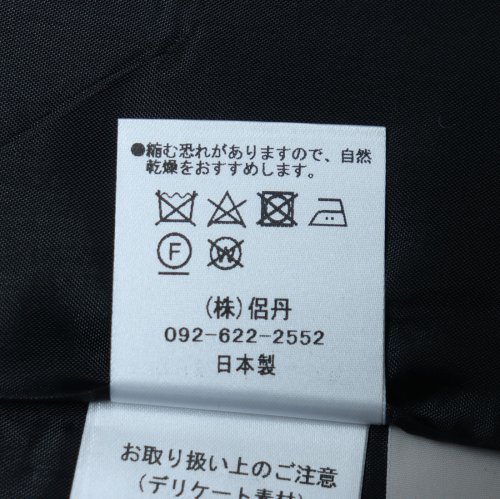 ●縮む恐れがありますので、自然
乾燥をおすすめします。
F W
(株)侶丹
092-622-2552
日本製
お取り扱い上のご注意
(デリケート素材)